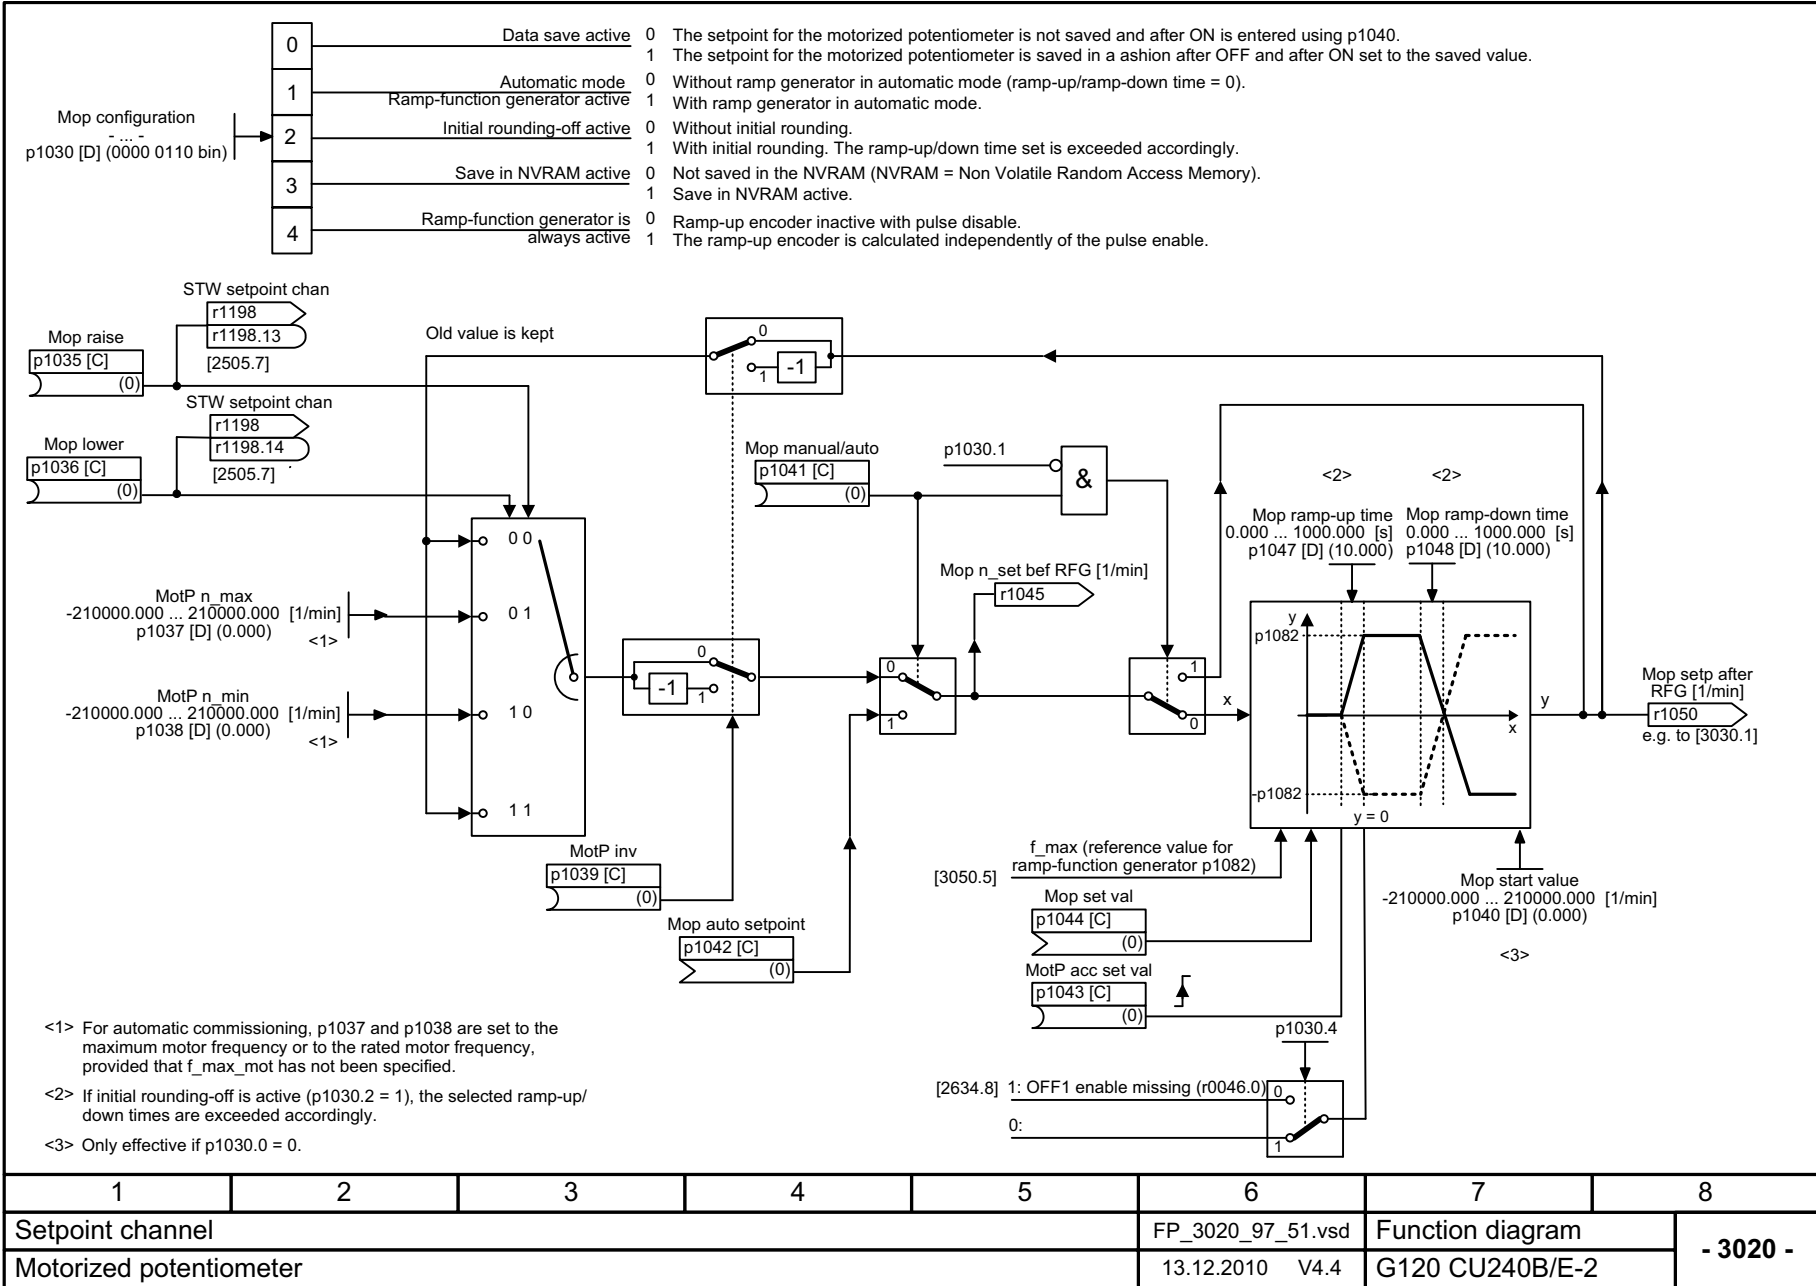 0
Data save active
0 The setpoint for the motorized potentiometer is not saved and after ON is entered using p1040.
1 The setpoint for the motorized potentiometer is saved in a ashion after OFF and after ON set to the saved value.
1
Automatic mode
Ramp-function generator active
0 Without ramp generator in automatic mode (ramp-up/ramp-down time = 0).
1 With ramp generator in automatic mode.
Mop configuration
- ... -
p1030 [D] (0000 0110 bin)
2
Initial rounding-off active
0 Without initial rounding.
1 With initial rounding. The ramp-up/down time set is exceeded accordingly.
3
Save in NVRAM active
0 Not saved in the NVRAM (NVRAM = Non Volatile Random Access Memory).
1 Save in NVRAM active.
4
Ramp-function generator is
always active
0 Ramp-up encoder inactive with pulse disable.
1 The ramp-up encoder is calculated independently of the pulse enable.
STW setpoint chan
r1198
r1198.13
[2505.7]
Mop raise
p1035 [C]
(0)
Old value is kept
0
1
-1
STW setpoint chan
r1198
r1198.14
[2505.7]
Mop lower
p1036 [C]
(0)
Mop manual/auto
p1041 [C]
(0)
p1030.1
&
<2>
<2>
Mop ramp-up time
0.000 ... 1000.000 [s]
p1047 [D] (10.000)
Mop ramp-down time
0.000 ... 1000.000 [s]
p1048 [D] (10.000)
0 0
0 1
1 0
1 1
MotP n_max
-210000.000 ... 210000.000 [1/min]
p1037 [D] (0.000)
<1>
MotP n_min
-210000.000 ... 210000.000 [1/min]
p1038 [D] (0.000)
<1>
-1
0
1
Mop n_set bef RFG [1/min]
r1045
0
1
1
0
x
y
p1082
-p1082
x
y = 0
y
Mop setp after
RFG [1/min]
r1050
e.g. to [3030.1]
MotP inv
p1039 [C]
(0)
Mop auto setpoint
p1042 [C]
(0)
[3050.5]
f_max (reference value for
ramp-function generator p1082)
Mop set val
p1044 [C]
(0)
MotP acc set val
p1043 [C]
(0)
Mop start value
-210000.000 ... 210000.000 [1/min]
p1040 [D] (0.000)
<3>
p1030.4
[2634.8] 1: OFF1 enable missing (r0046.0)
0:
0
1
<1> For automatic commissioning, p1037 and p1038 are set to the
maximum motor frequency or to the rated motor frequency,
provided that f_max_mot has not been specified.
<2> If initial rounding-off is active (p1030.2 = 1), the selected ramp-up/
down times are exceeded accordingly.
<3> Only effective if p1030.0 = 0.
1 2 3 4 5 6 7 8
Setpoint channel
FP_3020_97_51.vsd
Function diagram
- 3020 -
Motorized potentiometer
13.12.2010 V4.4
G120 CU240B/E-2